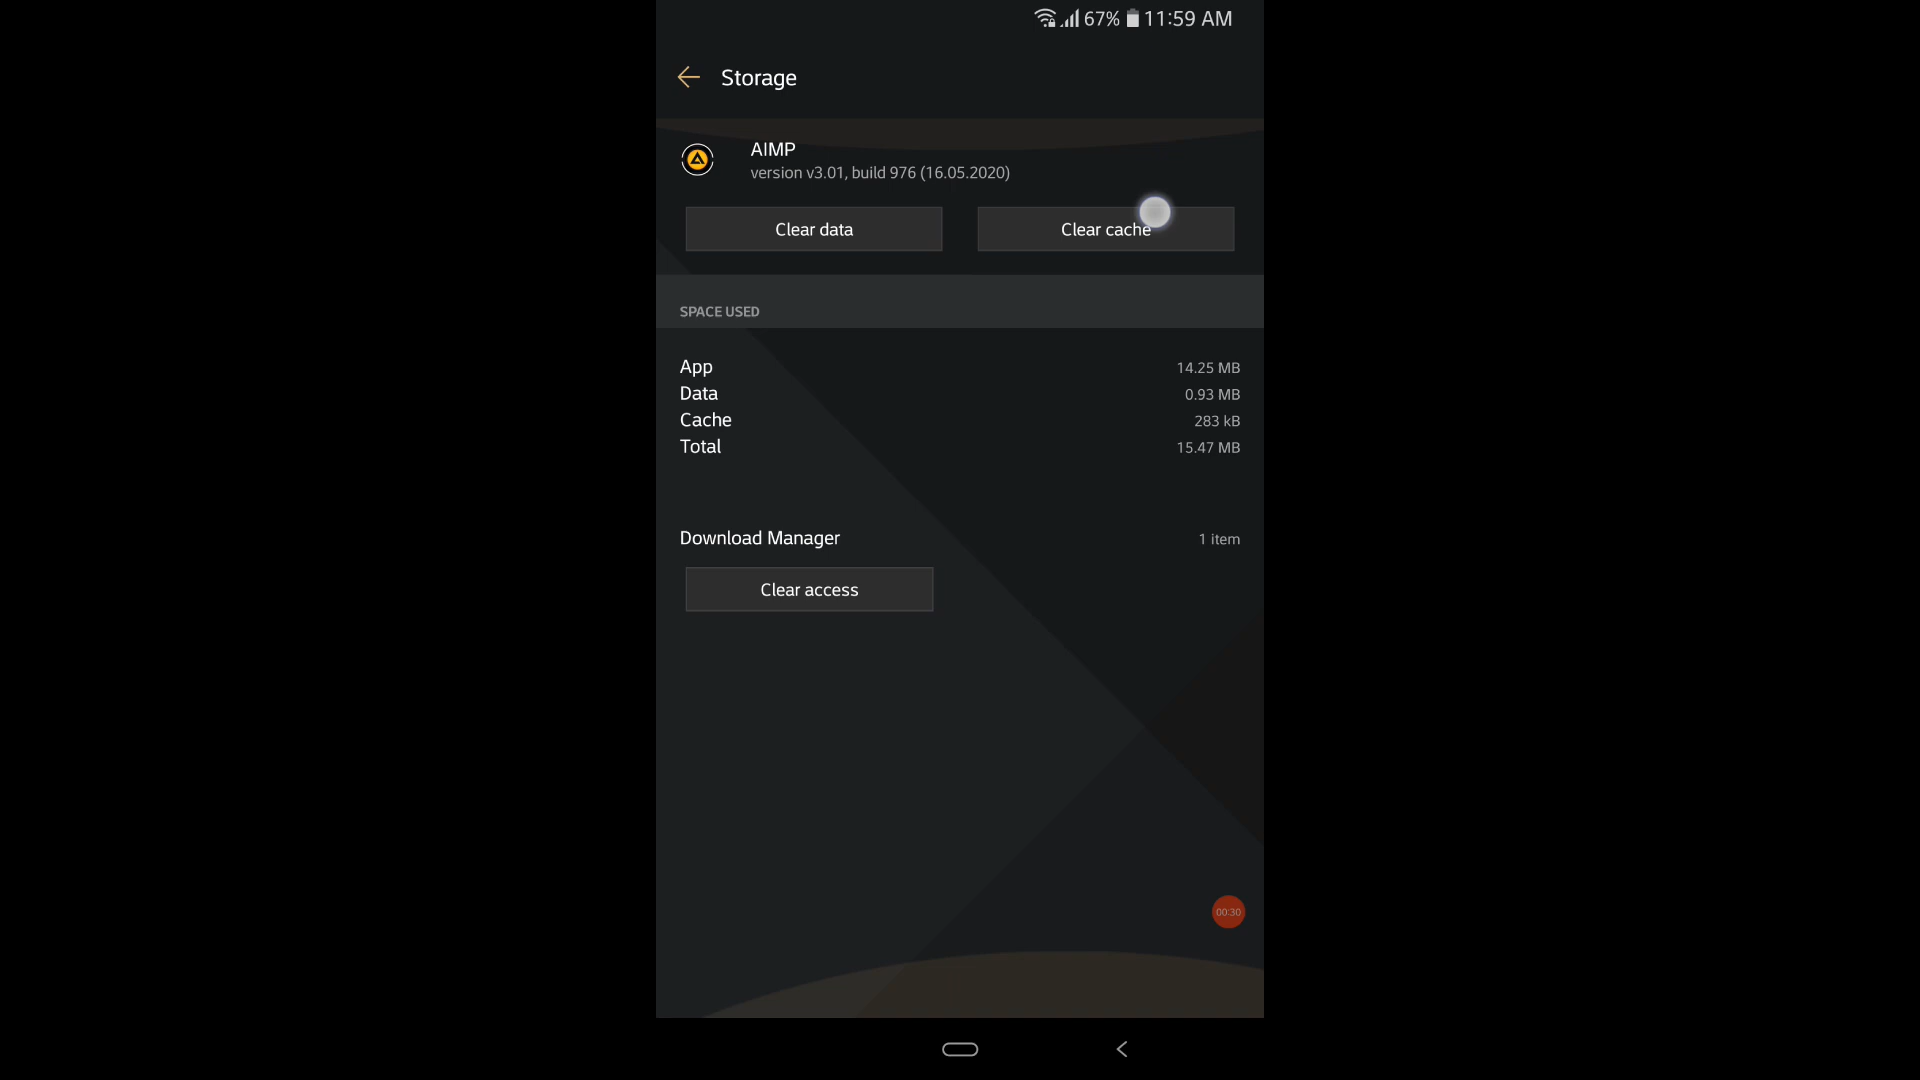 67% 11:59 AM
Storage
AIMP
version v3.01, build 976 (16.05.2020)
Clear data Clear cache
SPACE USED
App 14.25 MB
Data 0.93 MB
Cache 283 kB
Total 15.47 MB
Download Manager 1 item
Clear access
00:30